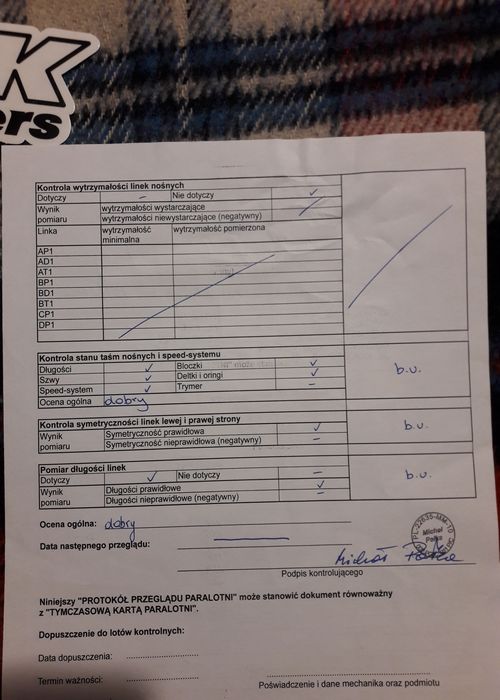 K
ers
Kontrola wytrzymałości linek nośnych
Dotyczy – Nie dotyczy ✓
Wynik pomiaru
wytrzymałości wystarczające
wytrzymałości niewystarczające (negatywny)
Linka wytrzymałość minimalna wytrzymałość pomierzona
AP1
AD1
AT1
BP1
BD1
BT1
CP1
DP1
Kontrola stanu taśm nośnych i speed-systemu
Długości ✓ Bloczki ✓
Szwy ✓ Deltki i oringi ✓
Speed-system ✓ Trymer –
Ocena ogólna dobry
b.u.
Kontrola symetryczności linek lewej i prawej strony
Wynik pomiaru
Symetryczność prawidłowa ✓
Symetryczność nieprawidłowa (negatywny) –
b.u.
Pomiar długości linek
Dotyczy ✓ Nie dotyczy –
Wynik pomiaru
Długości prawidłowe ✓
Długości nieprawidłowe (negatywny) –
b.u.
Ocena ogólna: dobry
Data następnego przeglądu:
Michał Pałka
Podpis kontrolującego
Niniejszy "PROTOKÓŁ PRZEGLĄDU PARALOTNI" może stanowić dokument równoważny
z "TYMCZASOWĄ KARTĄ PARALOTNI".
Dopuszczenie do lotów kontrolnych:
Data dopuszczenia:
Termin ważności:
Poświadczenie i dane mechanika oraz podmiotu